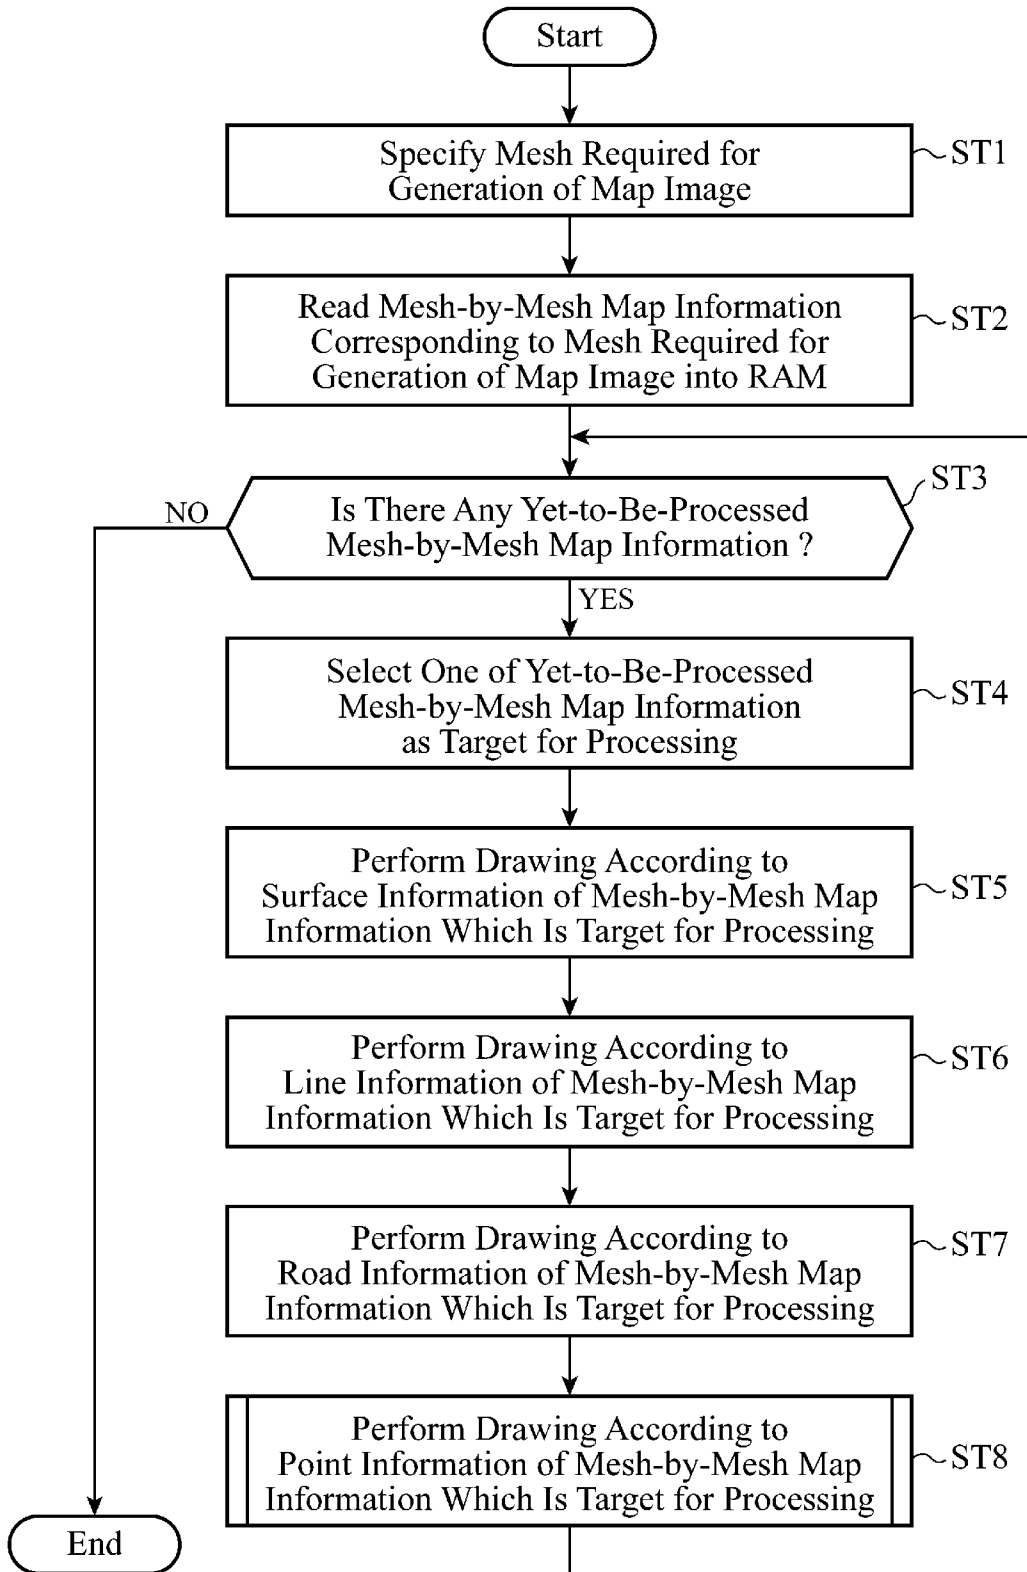 Start
Specify Mesh Required for
Generation of Map Image
ST1
Read Mesh-by-Mesh Map Information
Corresponding to Mesh Required for
Generation of Map Image into RAM
ST2
Is There Any Yet-to-Be-Processed
Mesh-by-Mesh Map Information ?
ST3
NO
YES
Select One of Yet-to-Be-Processed
Mesh-by-Mesh Map Information
as Target for Processing
ST4
Perform Drawing According to
Surface Information of Mesh-by-Mesh Map
Information Which Is Target for Processing
ST5
Perform Drawing According to
Line Information of Mesh-by-Mesh Map
Information Which Is Target for Processing
ST6
Perform Drawing According to
Road Information of Mesh-by-Mesh Map
Information Which Is Target for Processing
ST7
Perform Drawing According to
Point Information of Mesh-by-Mesh Map
Information Which Is Target for Processing
ST8
End